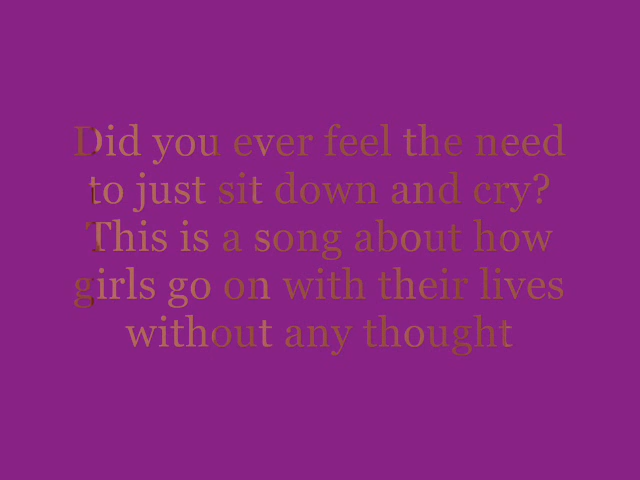 Did you ever feel the need
to just sit down and cry?
This is a song about how
girls go on with their lives
without any thought